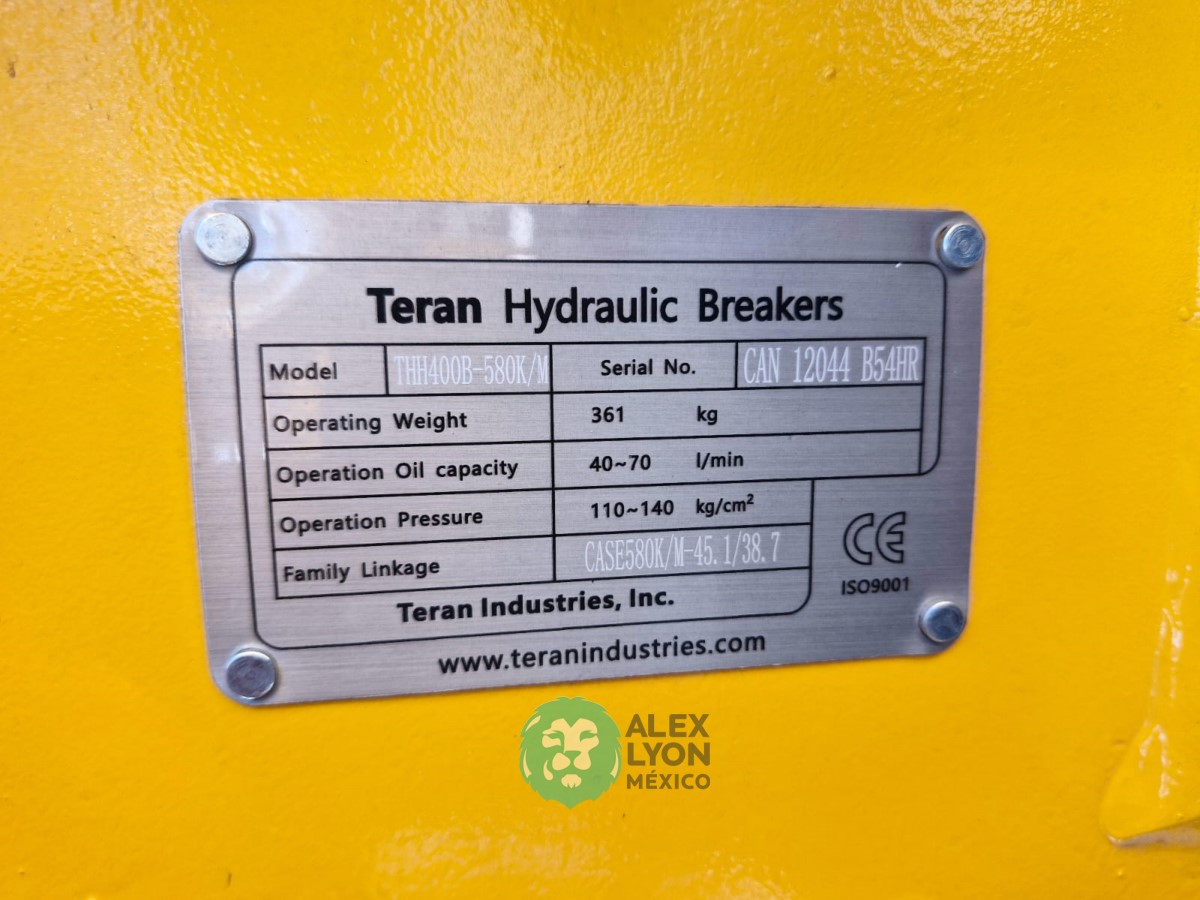 Teran Hydraulic Breakers
Model THH400B-580K/M Serial No. CAN 12044 B54HR
Operating Weight 361 kg
Operation Oil capacity 40~70 l/min
Operation Pressure 110~140 kg/cm²
Family Linkage CASE580K/M-45.1/38.7
CE
ISO9001
Teran Industries, Inc.
www.teranindustries.com
ALEX
LYON
MÉXICO